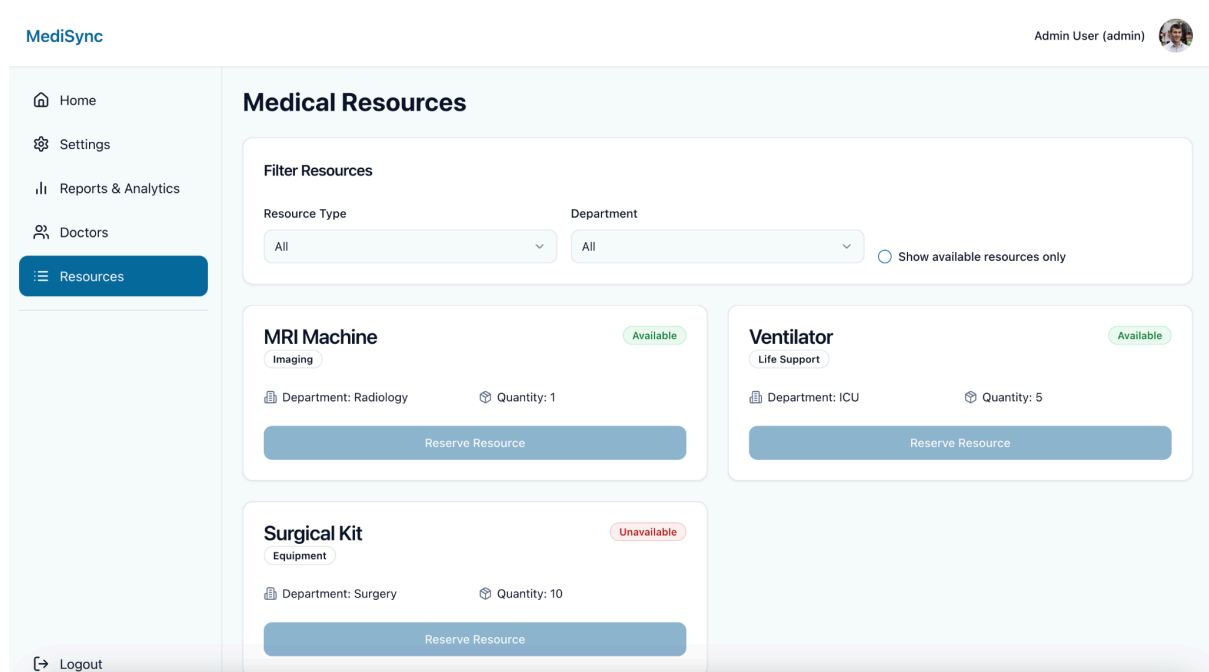 MediSync
Admin User (admin)
Home
Settings
Reports & Analytics
Doctors
Resources
Logout
Medical Resources
Filter Resources
Resource Type
All
Department
All
Show available resources only
MRI Machine
Available
Imaging
Department: Radiology
Quantity: 1
Reserve Resource
Ventilator
Available
Life Support
Department: ICU
Quantity: 5
Reserve Resource
Surgical Kit
Unavailable
Equipment
Department: Surgery
Quantity: 10
Reserve Resource